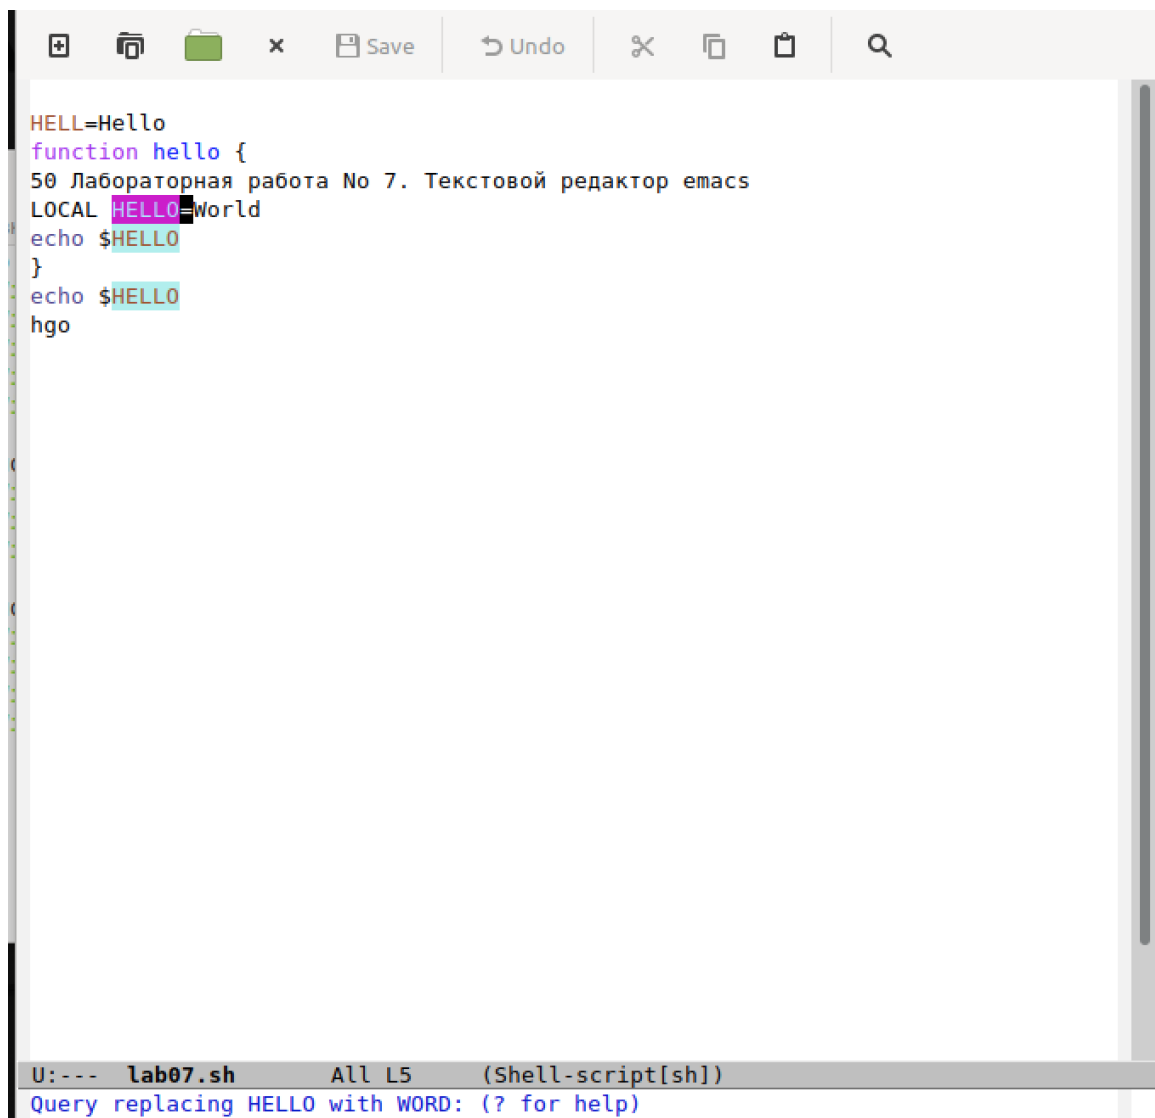 Save Undo
HELL=Hello
function hello {
50 Лабораторная работа No 7. Текстовой редактор emacs
LOCAL HELLO=World
echo $HELLO
}
echo $HELLO
hgo
U:--- lab07.sh All L5 (Shell-script[sh])
Query replacing HELLO with WORD: (? for help)